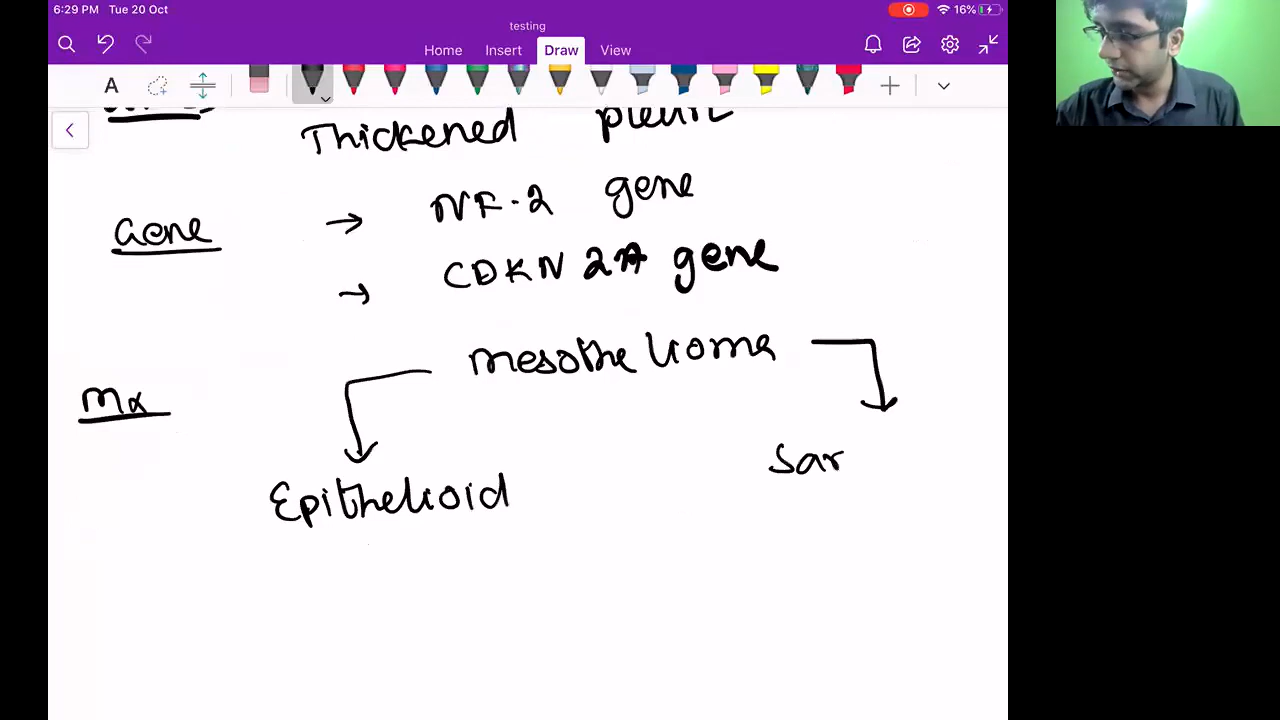 6:29 PM Tue 20 Oct
16%
testing
Home Insert Draw View
A
Thickened
Gene → NF-2 gene
→ CDKN 2A gene
mesothelioma
Mx
Epithelioid Sar